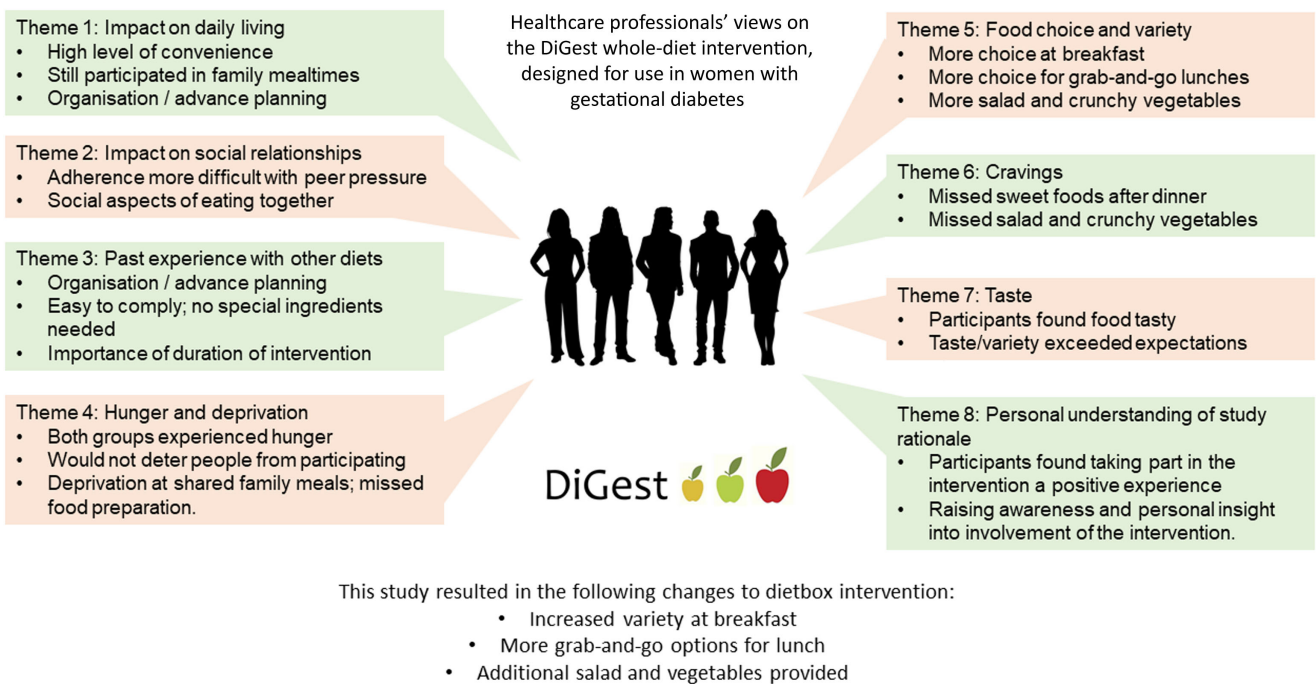 Healthcare professionals' views on
the DiGest whole-diet intervention,
designed for use in women with
gestational diabetes
Theme 1: Impact on daily living
• High level of convenience
• Still participated in family mealtimes
• Organisation / advance planning
Theme 2: Impact on social relationships
• Adherence more difficult with peer pressure
• Social aspects of eating together
Theme 3: Past experience with other diets
• Organisation / advance planning
• Easy to comply; no special ingredients
needed
• Importance of duration of intervention
Theme 4: Hunger and deprivation
• Both groups experienced hunger
• Would not deter people from participating
• Deprivation at shared family meals; missed
food preparation.
Theme 5: Food choice and variety
• More choice at breakfast
• More choice for grab-and-go lunches
• More salad and crunchy vegetables
Theme 6: Cravings
• Missed sweet foods after dinner
• Missed salad and crunchy vegetables
Theme 7: Taste
• Participants found food tasty
• Taste/variety exceeded expectations
Theme 8: Personal understanding of study
rationale
• Participants found taking part in the
intervention a positive experience
• Raising awareness and personal insight
into involvement of the intervention.
DiGest
This study resulted in the following changes to dietbox intervention:
• Increased variety at breakfast
• More grab-and-go options for lunch
• Additional salad and vegetables provided